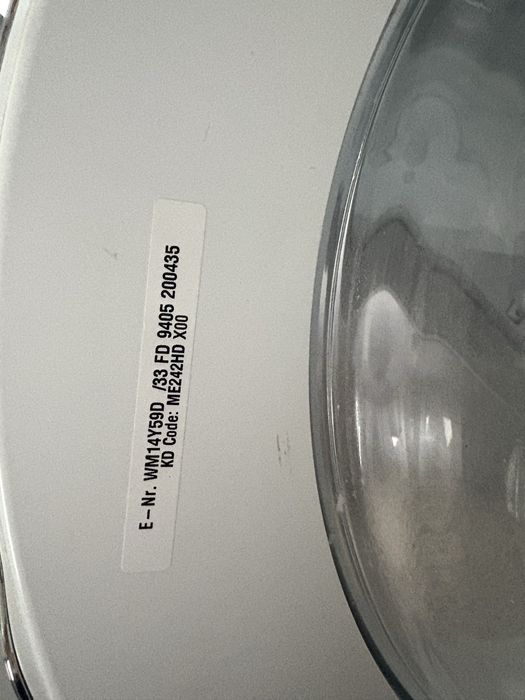 E-Nr. WM14Y59D /33 FD 9405 200435
KD Code: ME242HD X00